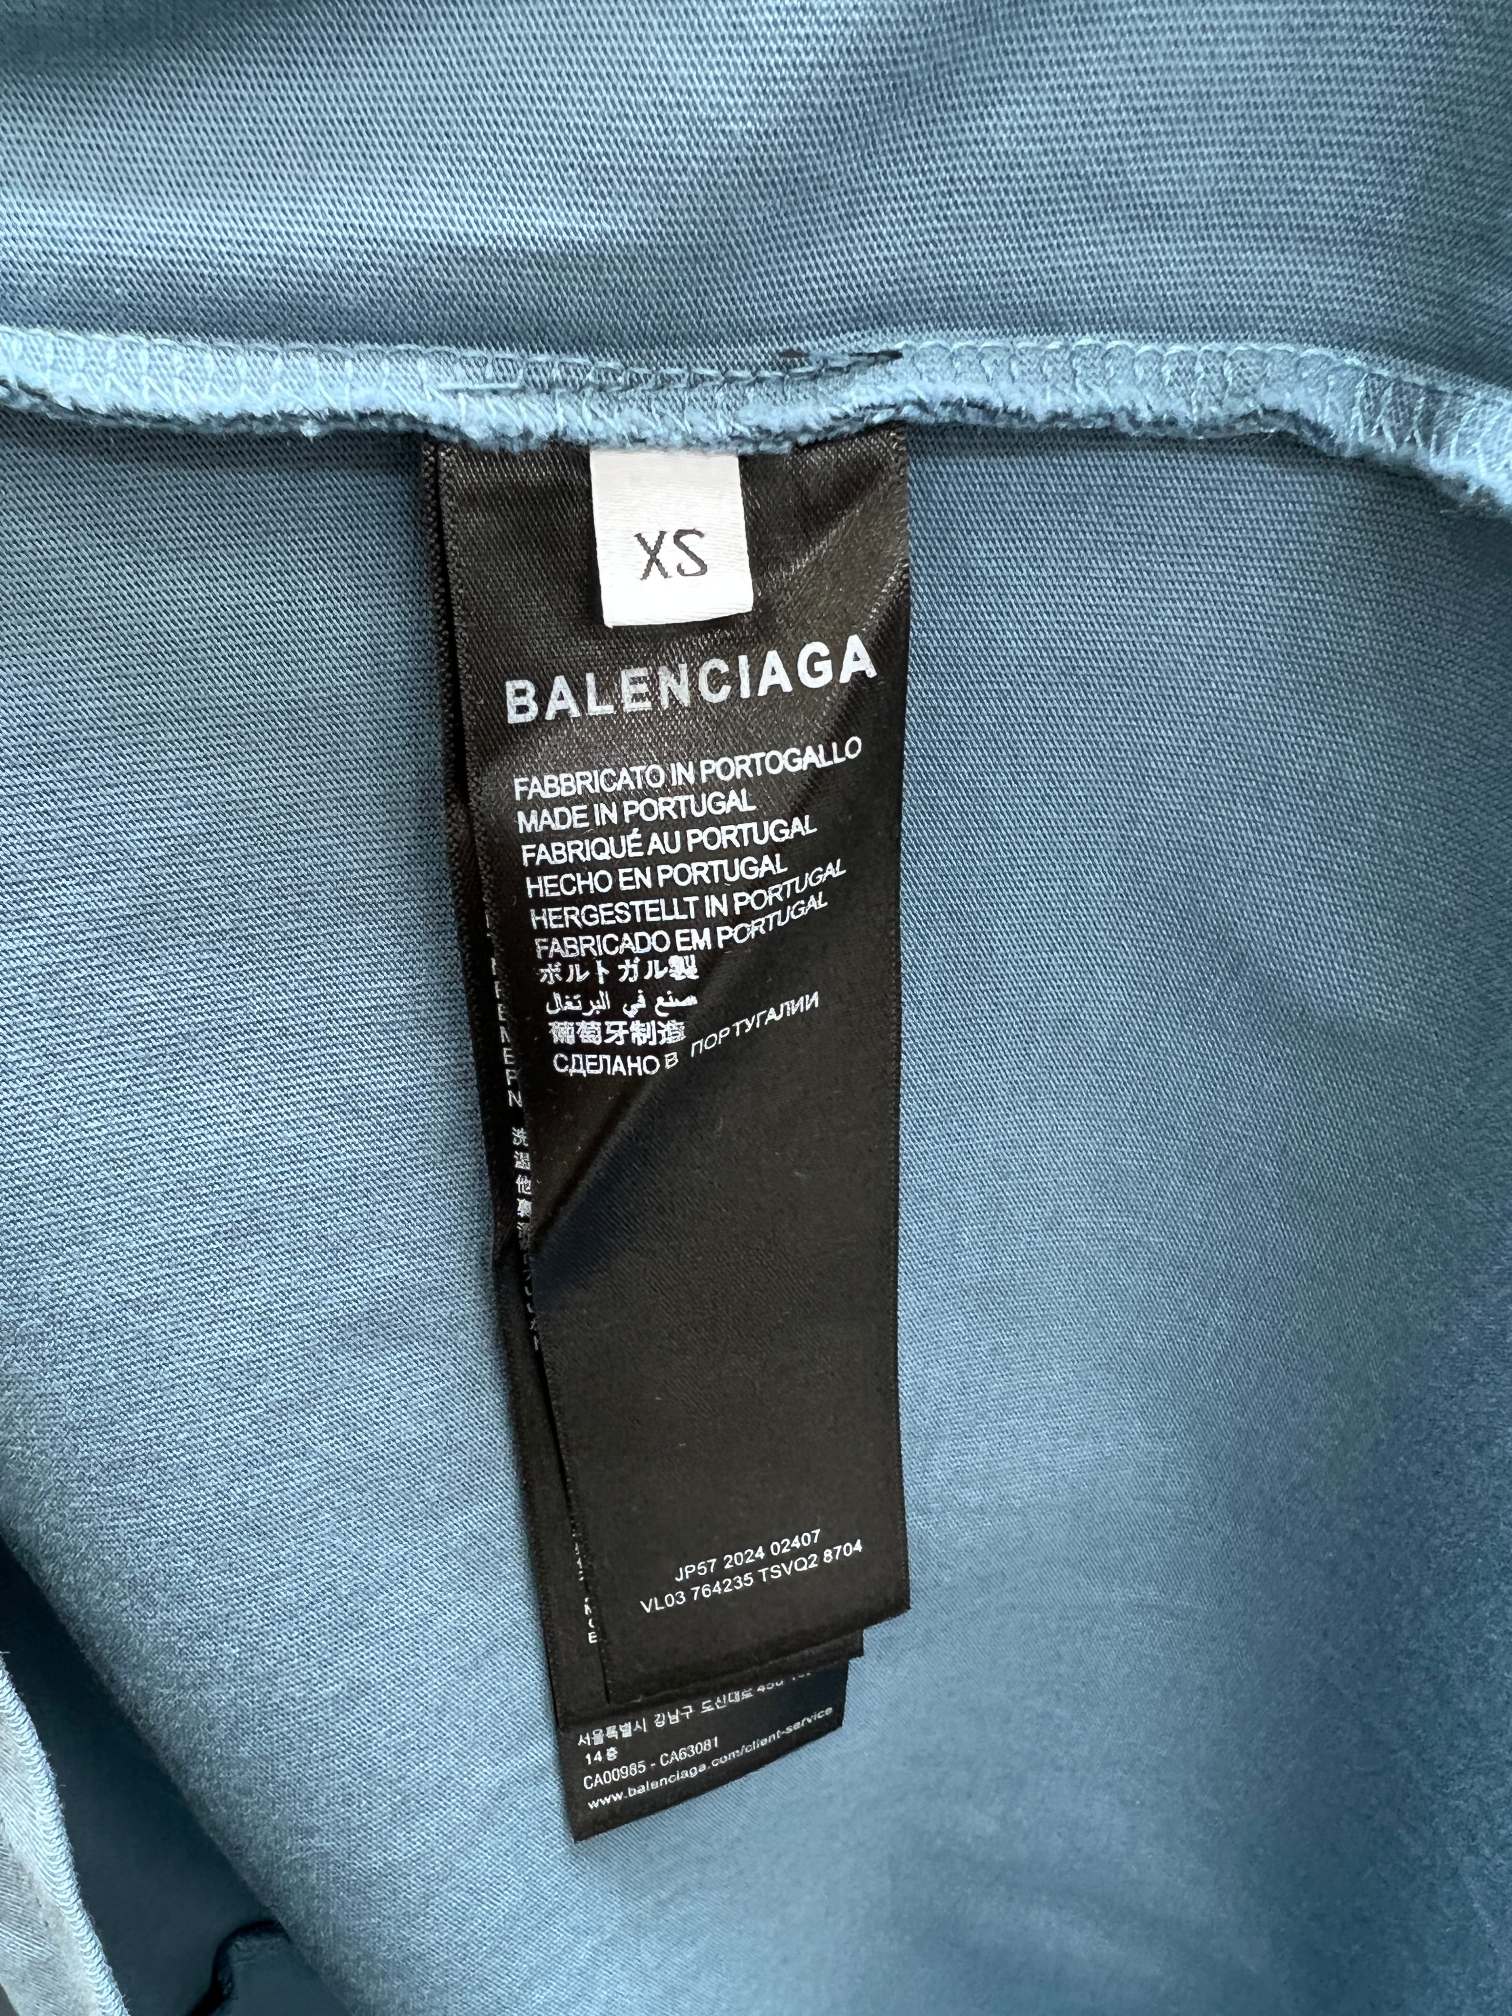 XS
BALENCIAGA
FABBRICATO IN PORTOGALLO
MADE IN PORTUGAL
FABRIQUÉ AU PORTUGAL
HECHO EN PORTUGAL
HERGESTELLT IN PORTUGAL
FABRICADO EM PORTUGAL
ポルトガル製
صنع في البرتغال
葡萄牙制造
СДЕЛАНО В ПОРТУГАЛИИ
JP57 2024 02407
VL03 764235 TSVQ2 8704
서울특별시 강남구 도산대로
14층
CA00985 - CA63081
www.balenciaga.com/client-service